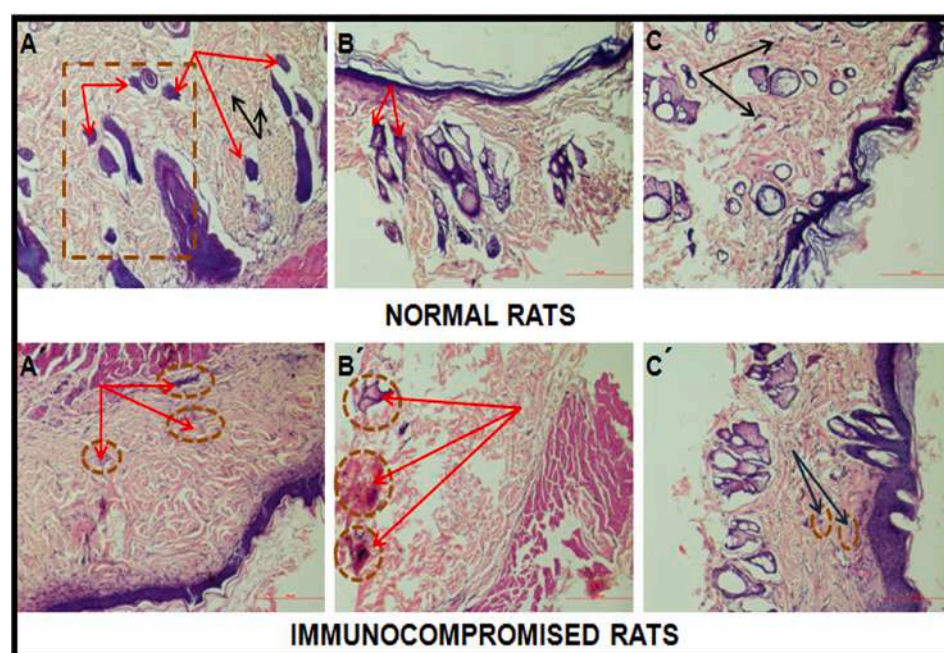 A B C
NORMAL RATS
A´ B´ C´
IMMUNOCOMPROMISED RATS